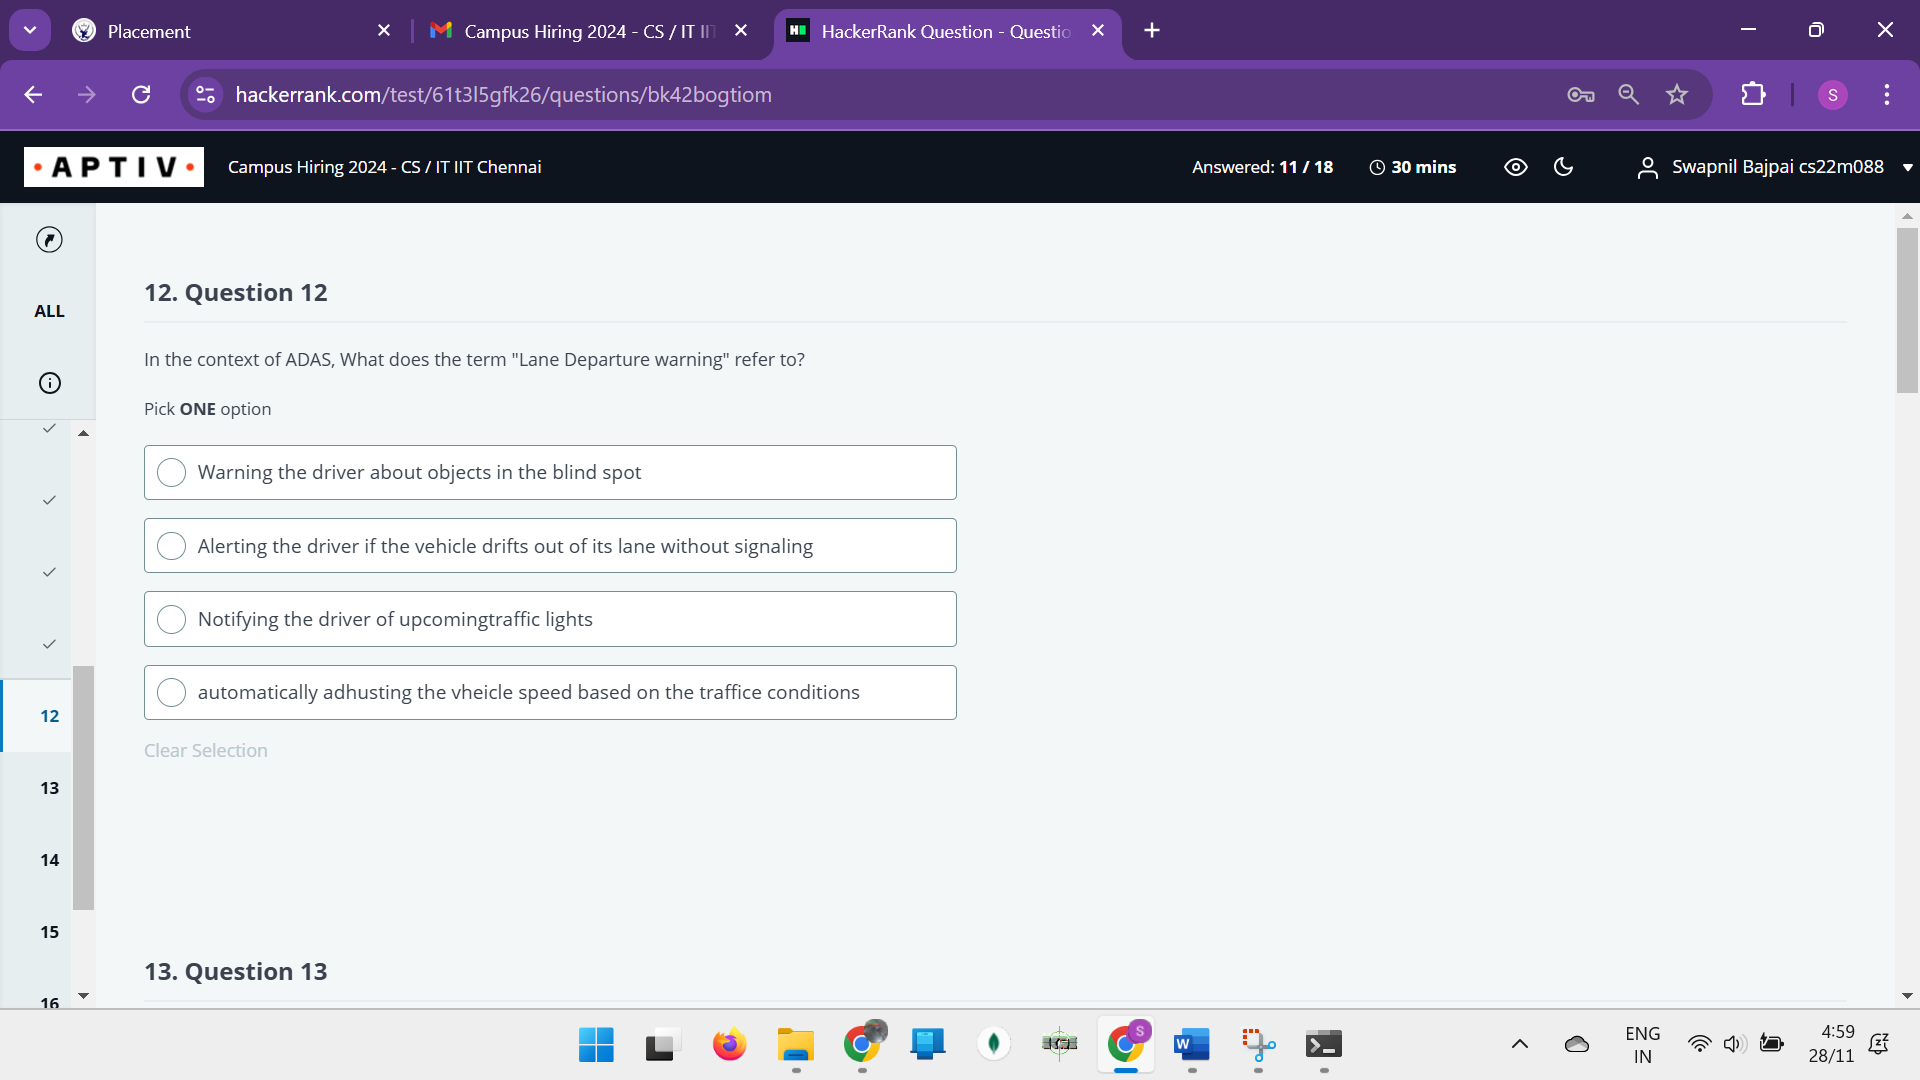 Placement
Campus Hiring 2024 - CS / IT II
HackerRank Question - Questio
hackerrank.com/test/61t3l5gfk26/questions/bk42bogtiom
S
• APTIV •
Campus Hiring 2024 - CS / IT IIT Chennai
Answered: 11 / 18
30 mins
Swapnil Bajpai cs22m088
ALL
12. Question 12
In the context of ADAS, What does the term "Lane Departure warning" refer to?
Pick ONE option
Warning the driver about objects in the blind spot
Alerting the driver if the vehicle drifts out of its lane without signaling
Notifying the driver of upcomingtraffic lights
automatically adhusting the vheicle speed based on the traffice conditions
Clear Selection
12
13
14
15
16
13. Question 13
S
W
ENG
IN
4:59
28/11